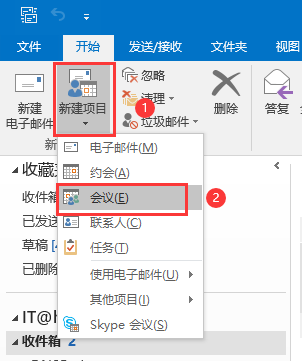 文件 开始 发送/接收 文件夹 视图
新建
电子邮件
新建项目
1
忽略
清理
垃圾邮件
删除
答复
新
电子邮件(M)
约会(A)
会议(E)
2
联系人(C)
任务(T)
使用电子邮件(U)
其他项目(I)
Skype 会议(S)
收藏
收件箱
已发送
草稿 [4
已删除
IT@h
收件箱 2